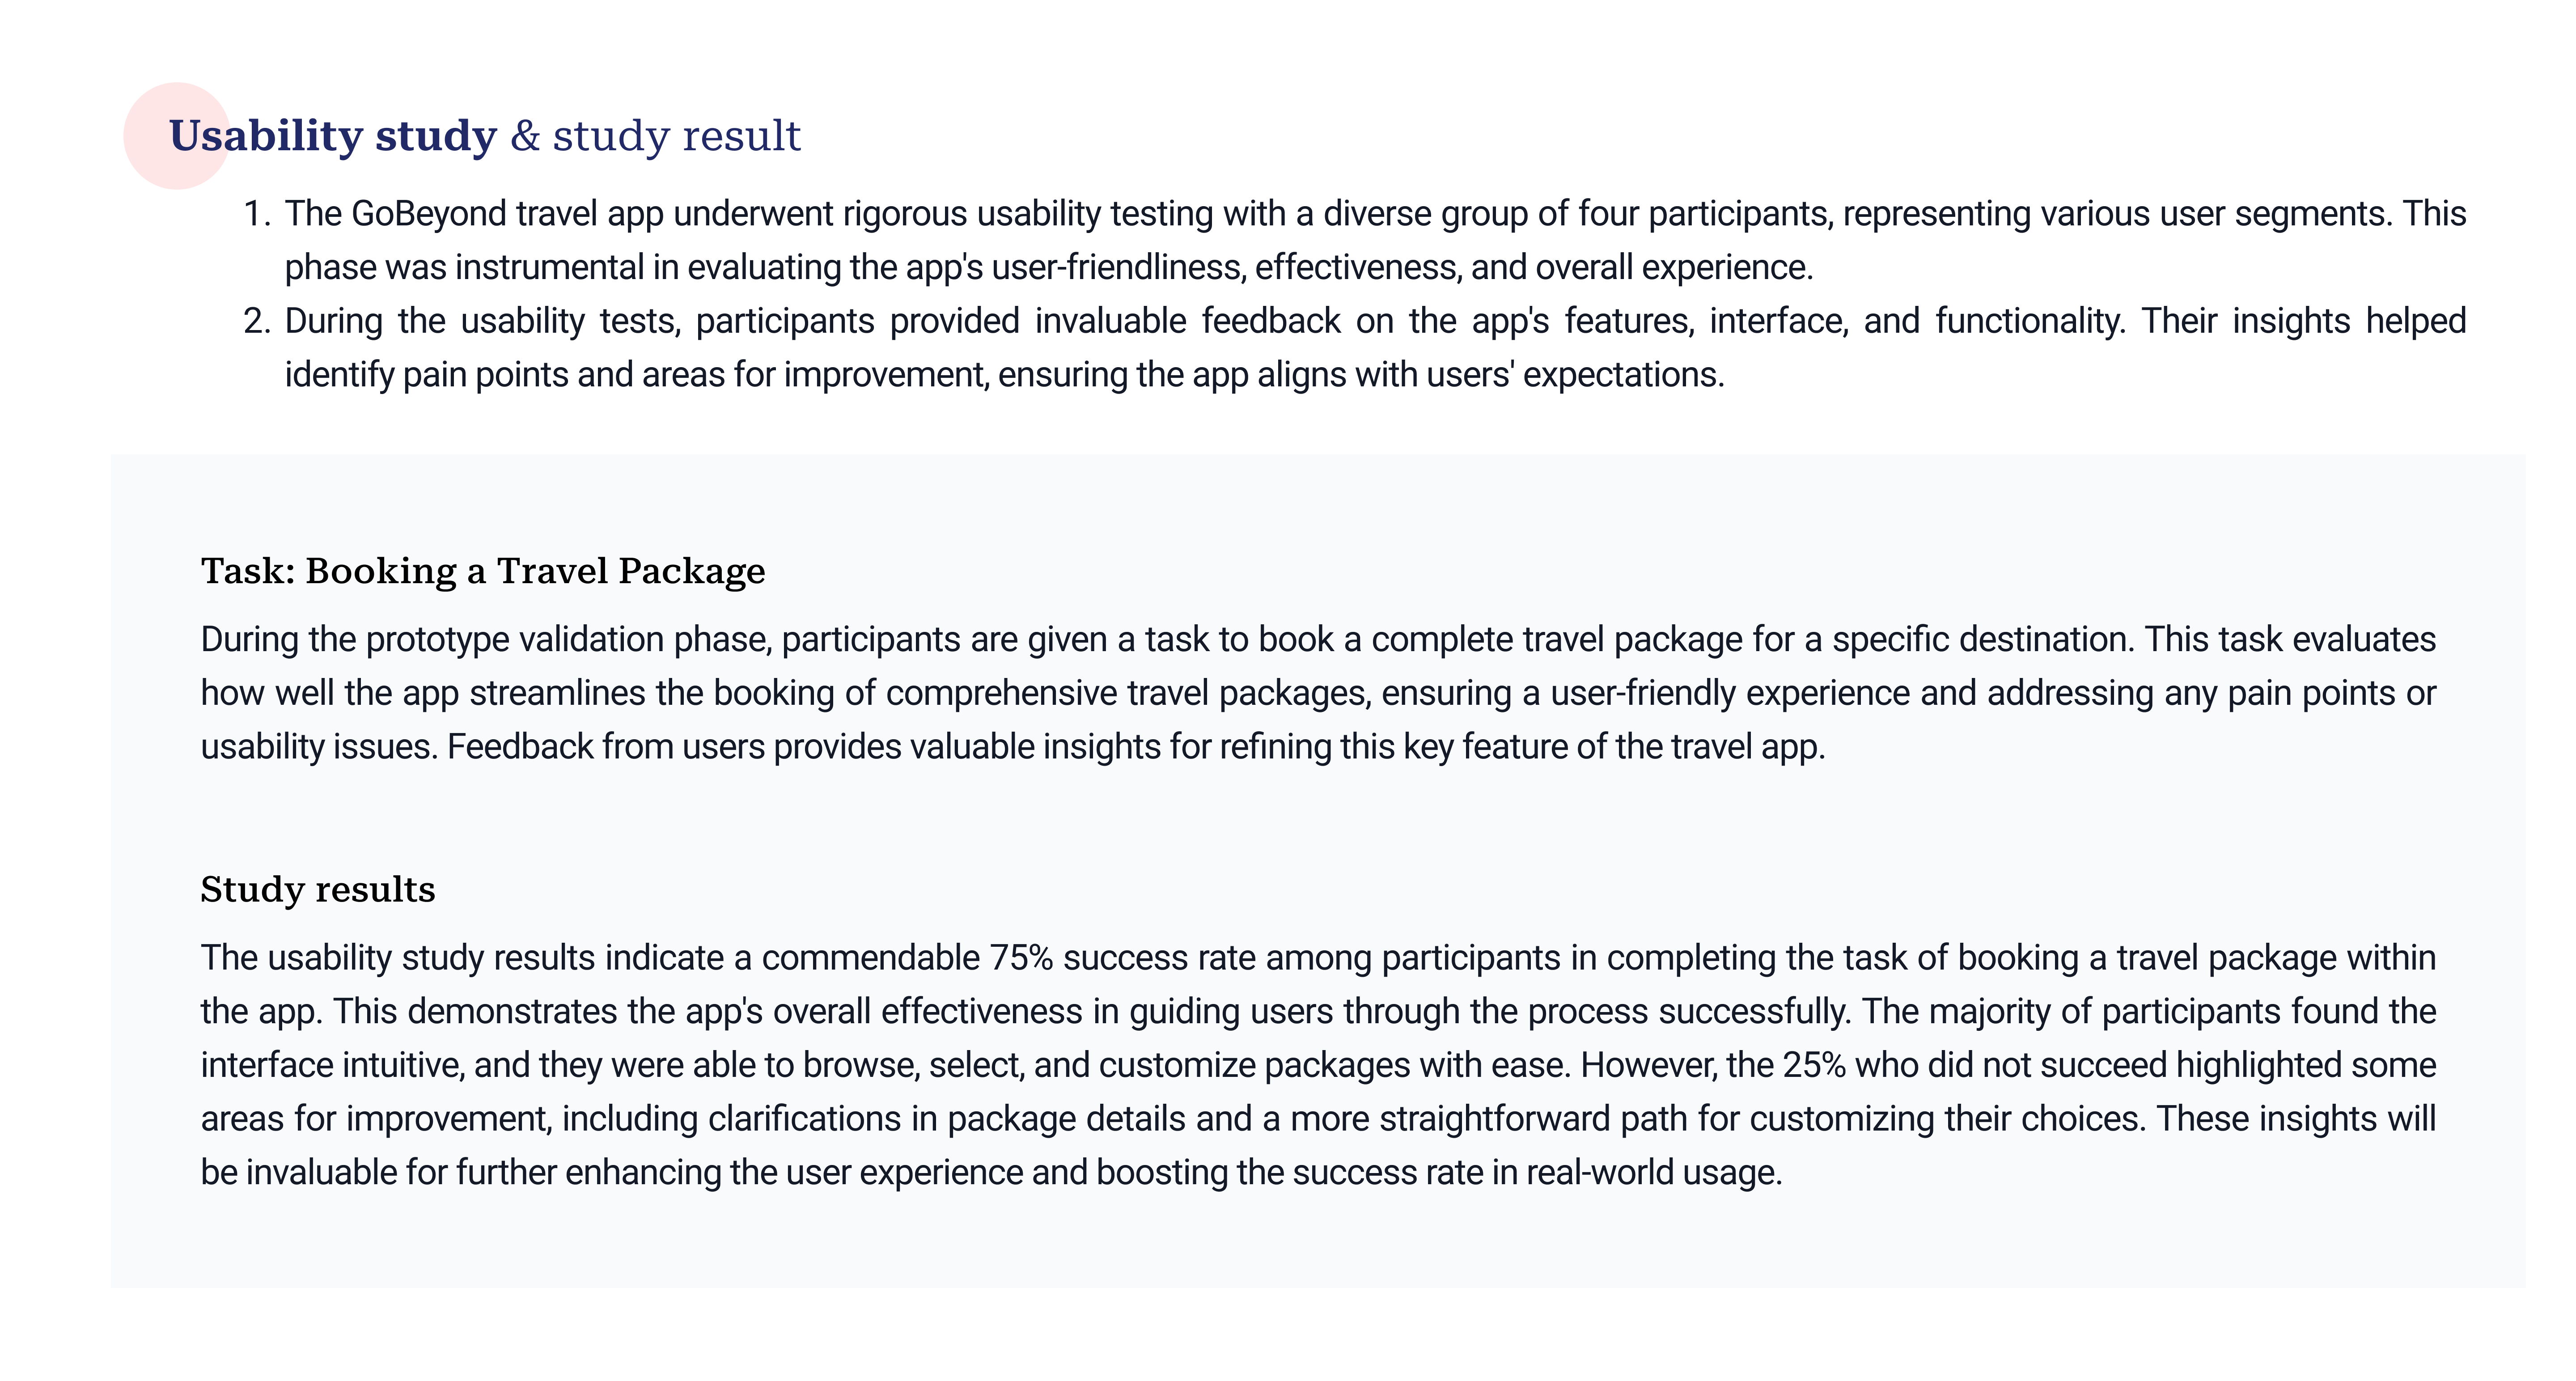 Usability study & study result
1. The GoBeyond travel app underwent rigorous usability testing with a diverse group of four participants, representing various user segments. This
phase was instrumental in evaluating the app's user-friendliness, effectiveness, and overall experience.
2. During the usability tests, participants provided invaluable feedback on the app's features, interface, and functionality. Their insights helped
identify pain points and areas for improvement, ensuring the app aligns with users' expectations.
Task: Booking a Travel Package
During the prototype validation phase, participants are given a task to book a complete travel package for a specific destination. This task evaluates
how well the app streamlines the booking of comprehensive travel packages, ensuring a user-friendly experience and addressing any pain points or
usability issues. Feedback from users provides valuable insights for refining this key feature of the travel app.
Study results
The usability study results indicate a commendable 75% success rate among participants in completing the task of booking a travel package within
the app. This demonstrates the app's overall effectiveness in guiding users through the process successfully. The majority of participants found the
interface intuitive, and they were able to browse, select, and customize packages with ease. However, the 25% who did not succeed highlighted some
areas for improvement, including clarifications in package details and a more straightforward path for customizing their choices. These insights will
be invaluable for further enhancing the user experience and boosting the success rate in real-world usage.